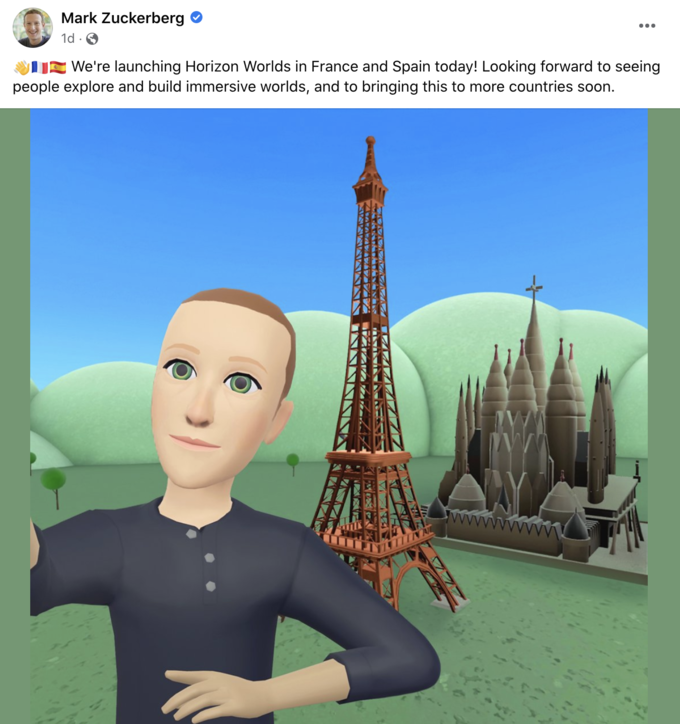 Mark Zuckerberg
1d ·
👋🇫🇷🇪🇸 We're launching Horizon Worlds in France and Spain today! Looking forward to seeing
people explore and build immersive worlds, and to bringing this to more countries soon.